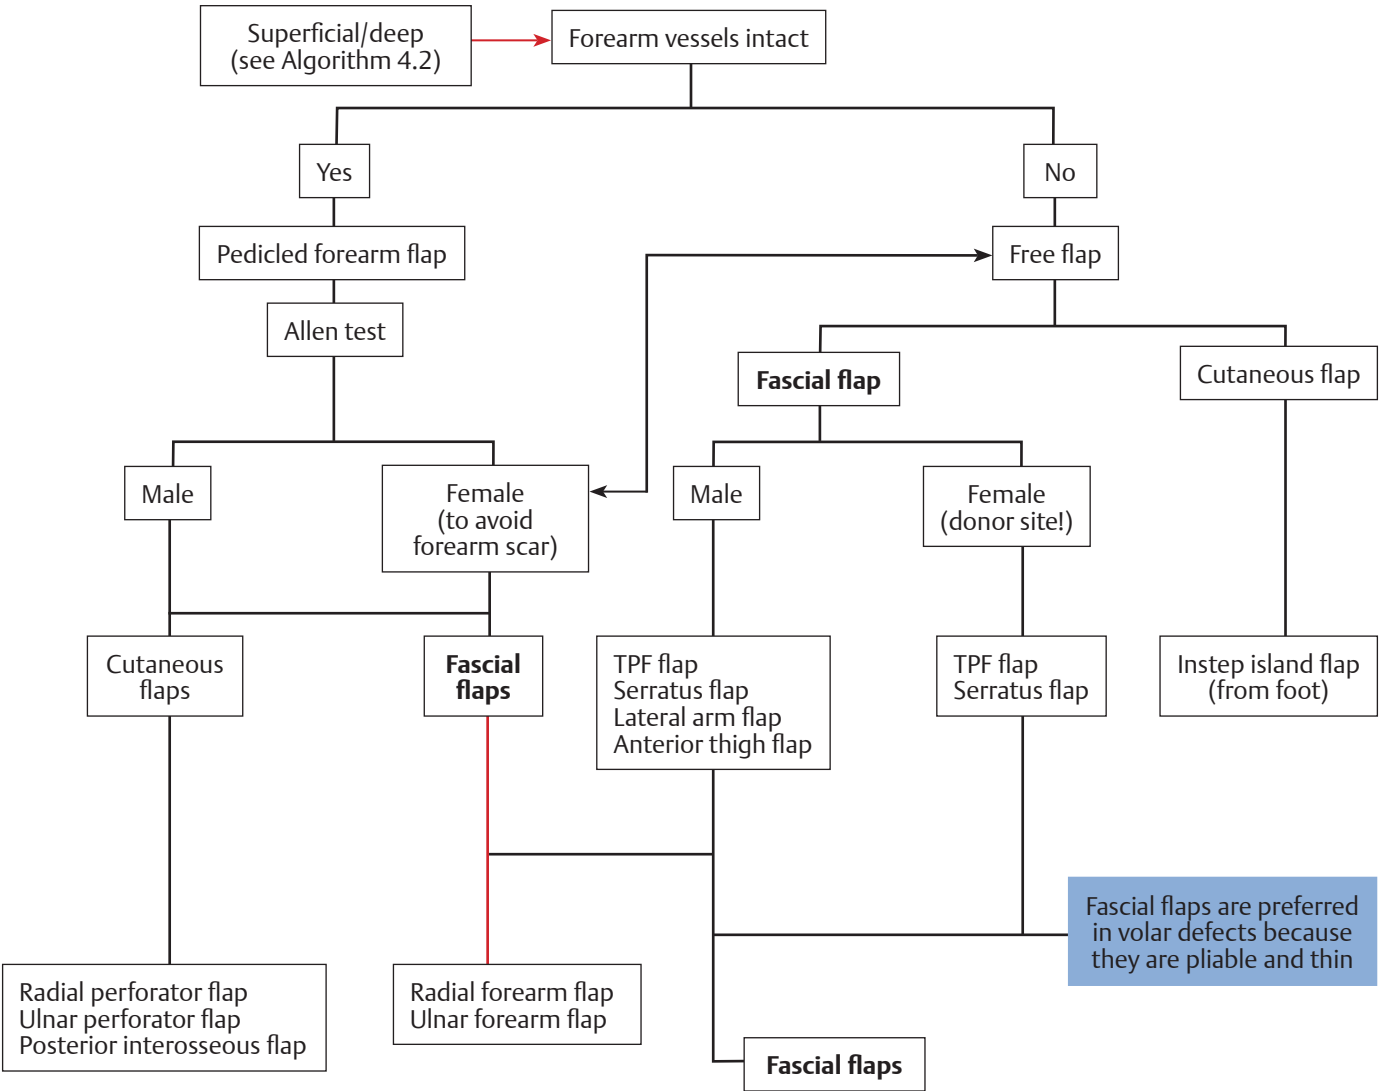 Superficial/deep
(see Algorithm 4.2)
Forearm vessels intact
Yes
No
Pedicled forearm flap
Free flap
Allen test
Fascial flap
Cutaneous flap
Male
Female
(to avoid
forearm scar)
Male
Female
(donor site!)
Cutaneous
flaps
Fascial
flaps
TPF flap
Serratus flap
Lateral arm flap
Anterior thigh flap
TPF flap
Serratus flap
Instep island flap
(from foot)
Fascial flaps are preferred
in volar defects because
they are pliable and thin
Radial perforator flap
Ulnar perforator flap
Posterior interosseous flap
Radial forearm flap
Ulnar forearm flap
Fascial flaps